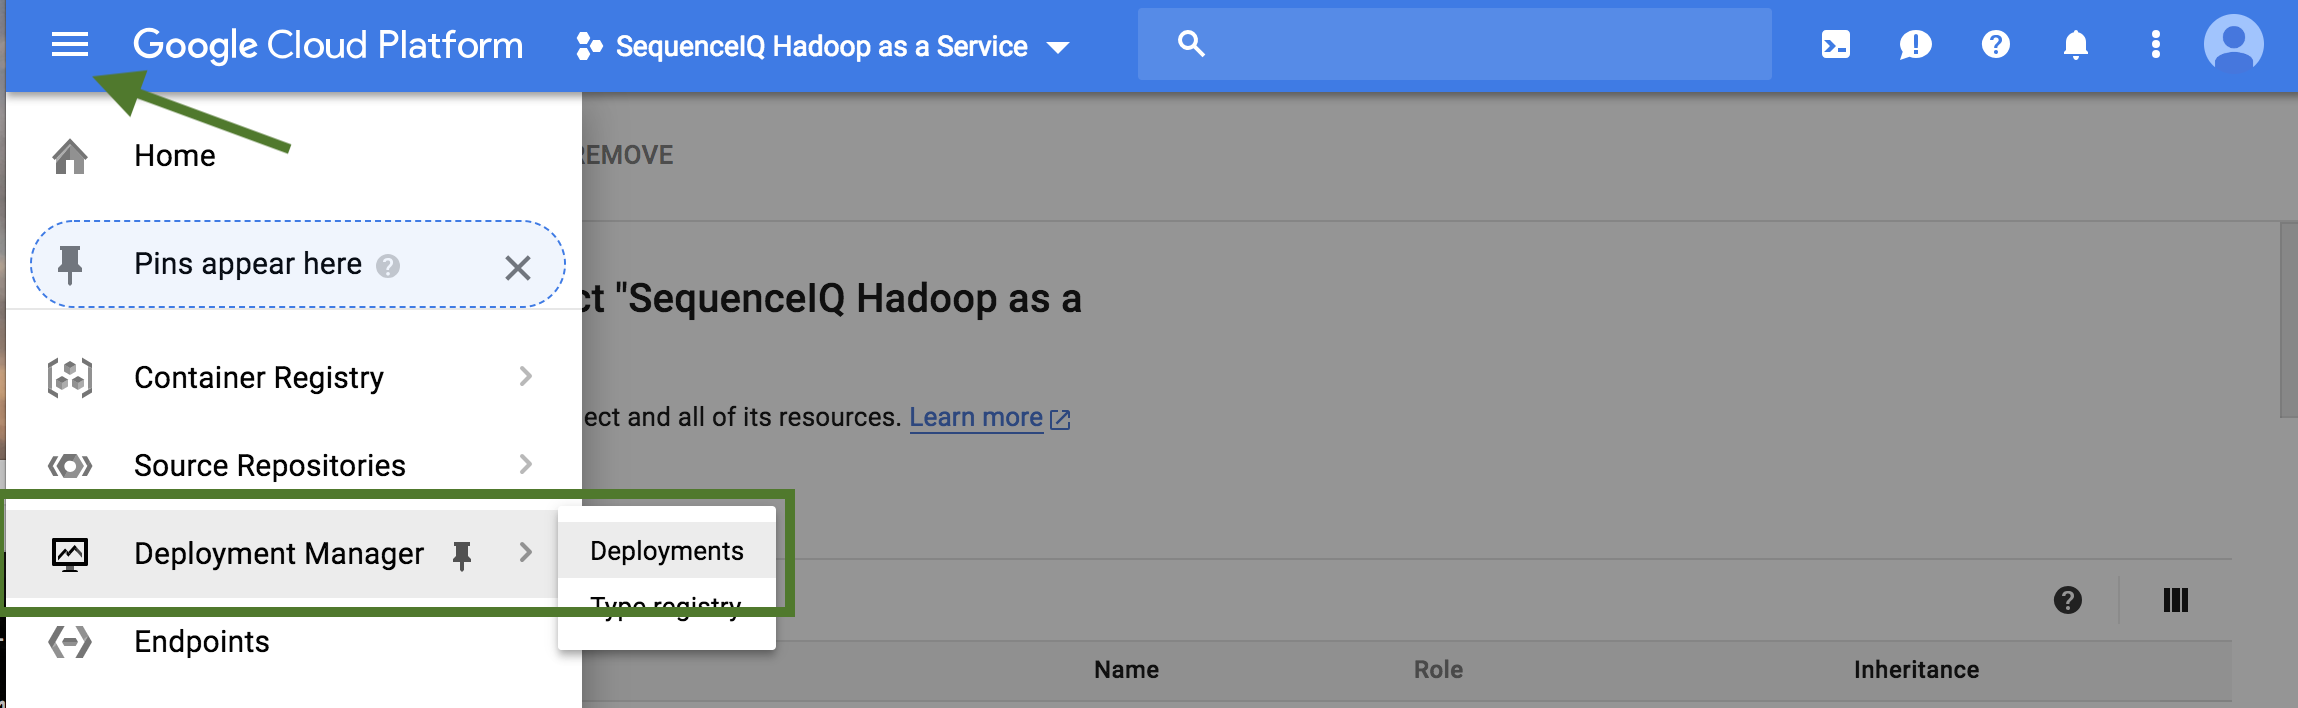 Google Cloud Platform
SequenceIQ Hadoop as a Service
Home
REMOVE
Pins appear here
ct "SequenceIQ Hadoop as a
Container Registry
ect and all of its resources. Learn more
Source Repositories
Deployment Manager
Deployments
Type registry
Endpoints
Name Role Inheritance